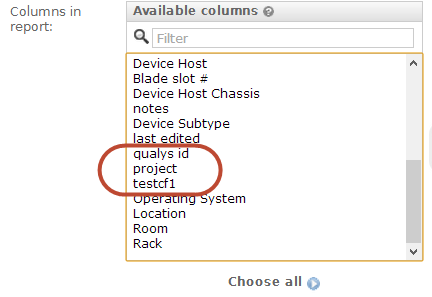 Columns in
report:
Available columns
Filter
Device Host
Blade slot #
Device Host Chassis
notes
Device Subtype
last edited
qualys id
project
testcf1
Operating System
Location
Room
Rack
Choose all